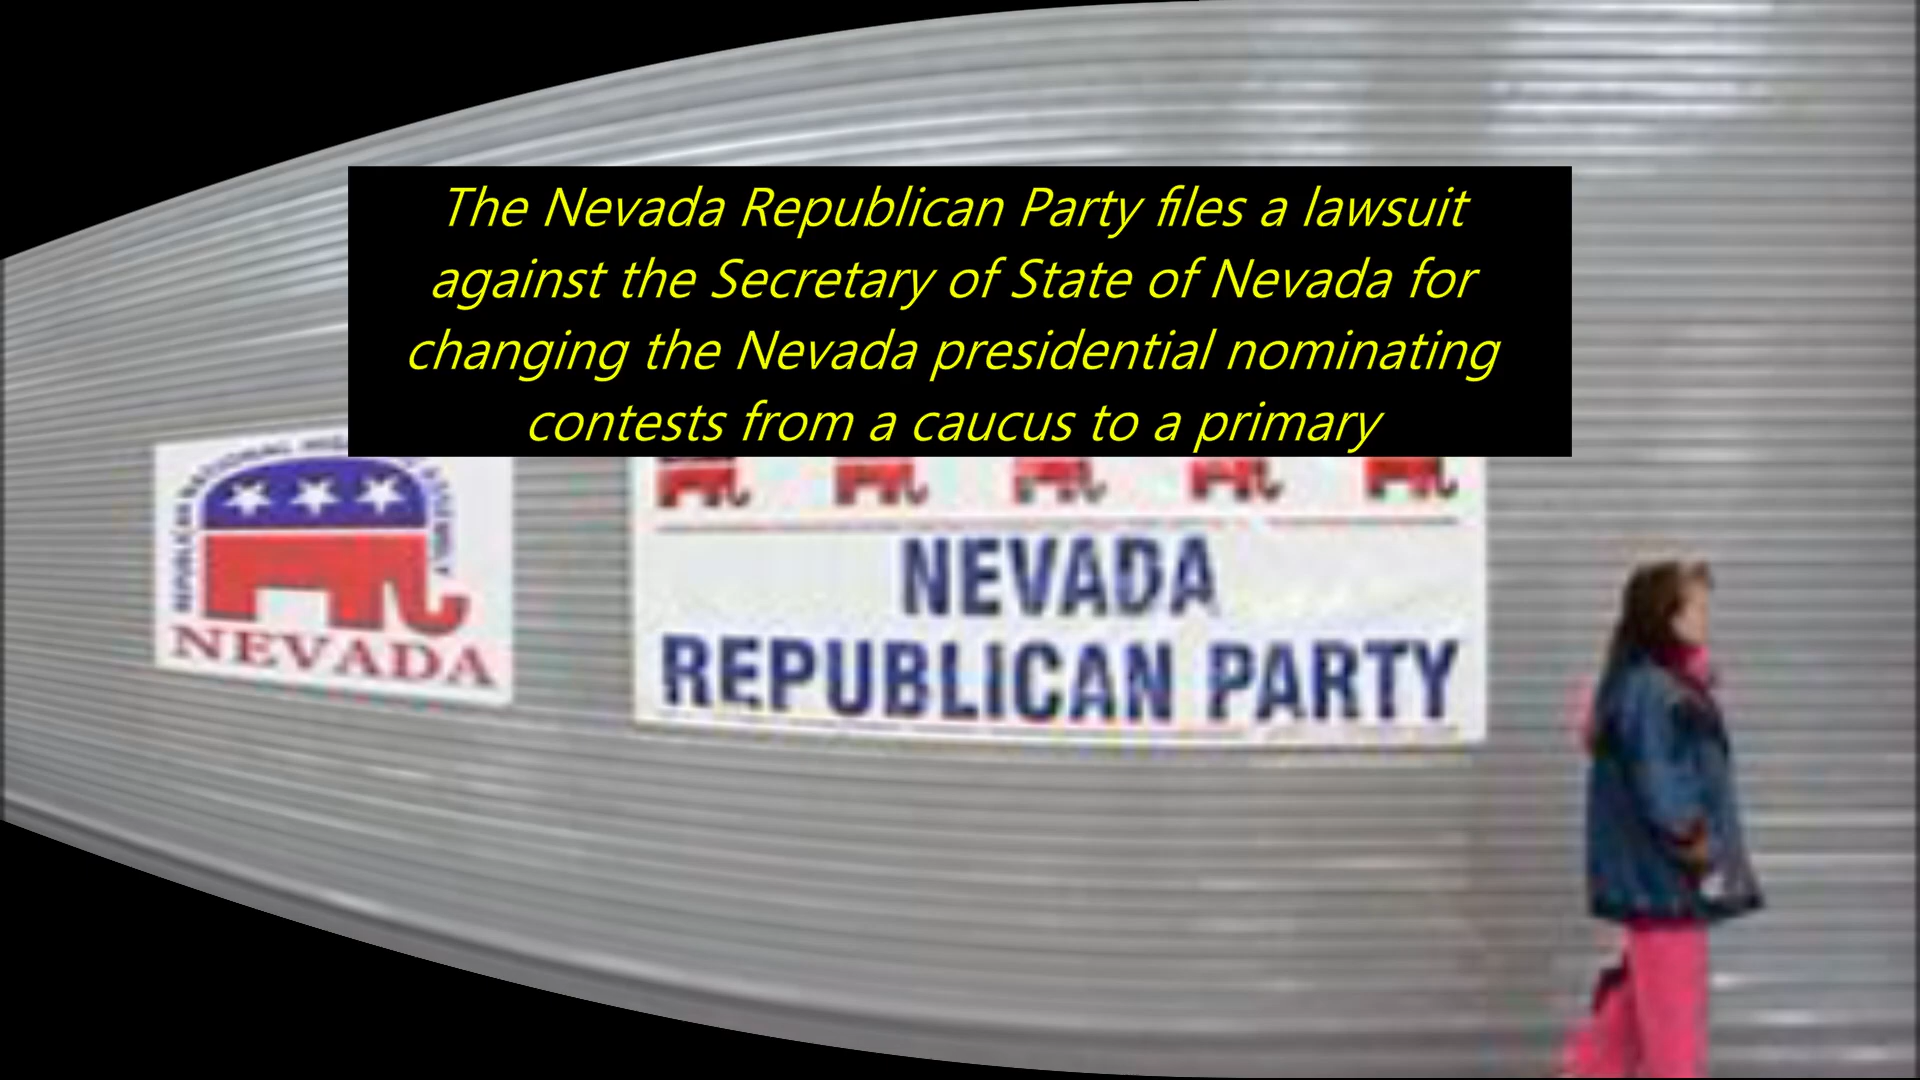 The Nevada Republican Party files a lawsuit
against the Secretary of State of Nevada for
changing the Nevada presidential nominating
contests from a caucus to a primary
REPUBLICAN
NEVADA
NEVADA
REPUBLICAN PARTY